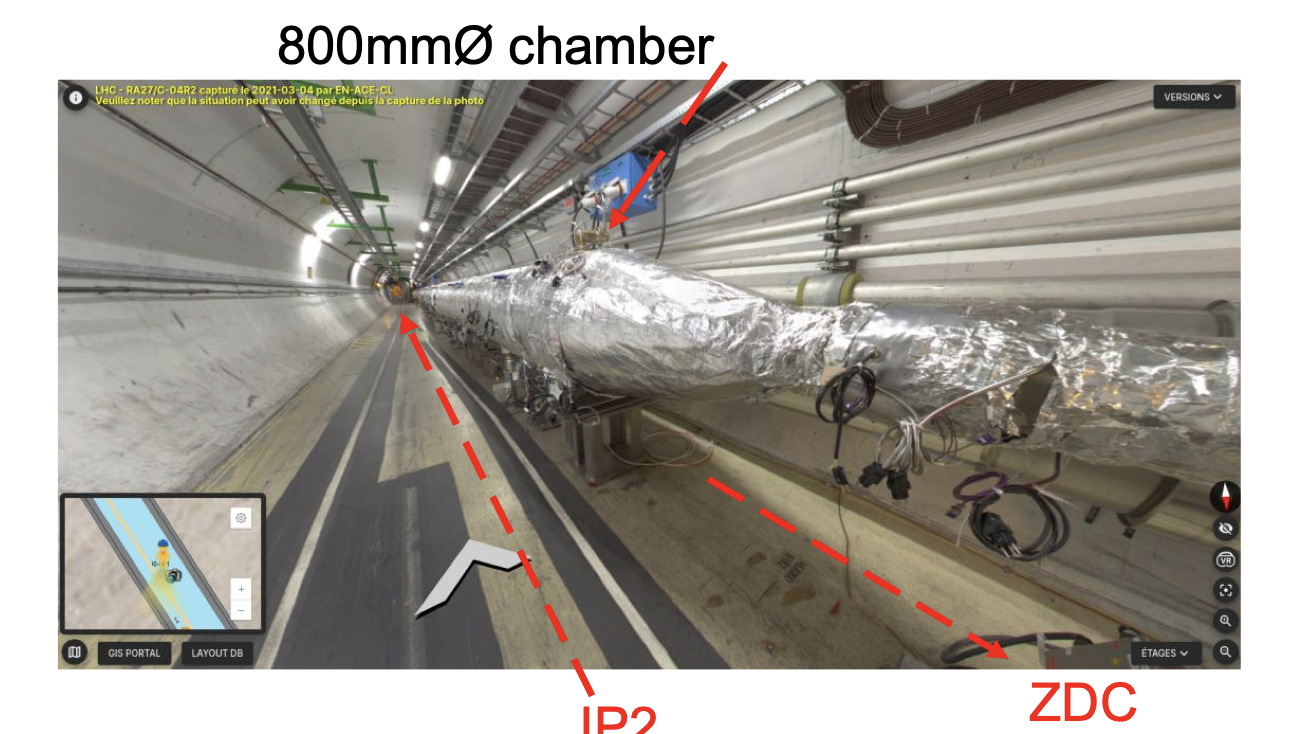 800mmØ chamber
LHC - RA27/C-04R2 capturé le 2021-03-04 par EN-ACE-CL
Veuillez noter que la situation peut avoir changé depuis la capture de la photo
VERSIONS
VR
GIS PORTAL
LAYOUT DB
ÉTAGES
IP2
ZDC